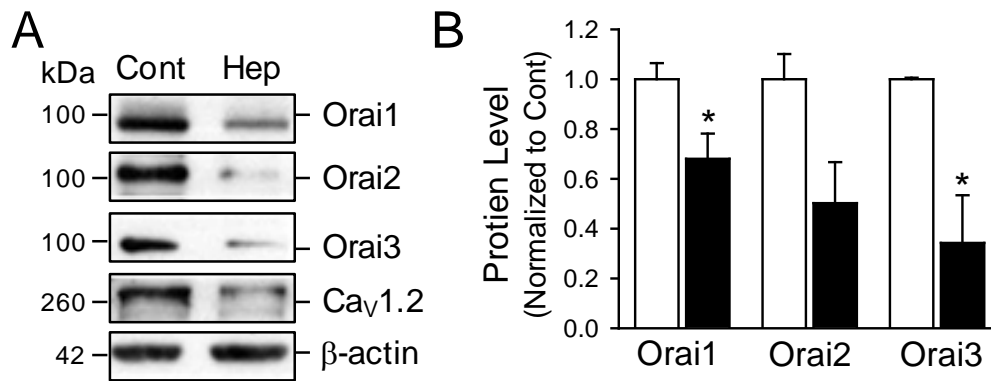 A
kDa Cont Hep
100 Orai1
100 Orai2
100 Orai3
260 CaV1.2
42 β-actin
B
Protien Level
(Normalized to Cont)
1.2
1.0
0.8
0.6
0.4
0.2
0.0
*
*
Orai1 Orai2 Orai3